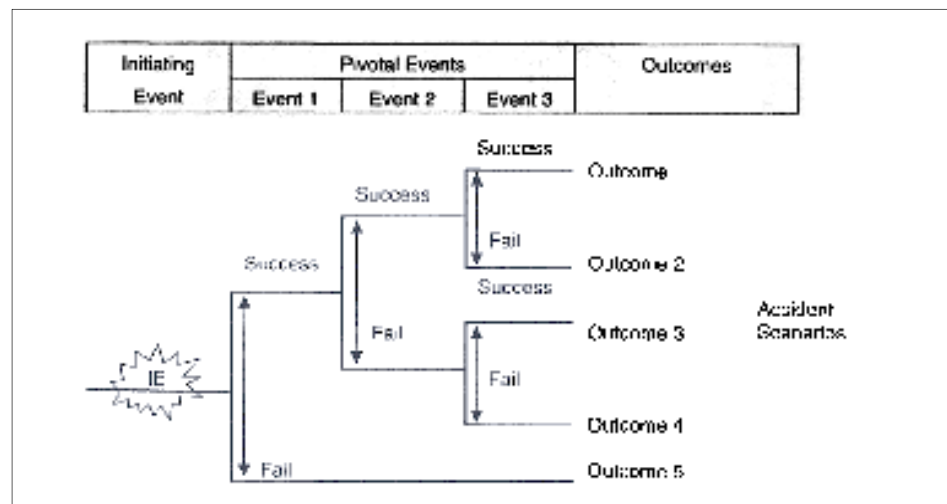 Initiating
Event
Pivotal Events
Event 1
Event 2
Event 3
Outcomes
Success
Outcome
Success
Fail
Success
Outcome 2
Success
Fail
Outcome 3
Accident
Scenarios
IE
Fail
Outcome 4
Fail
Outcome 5